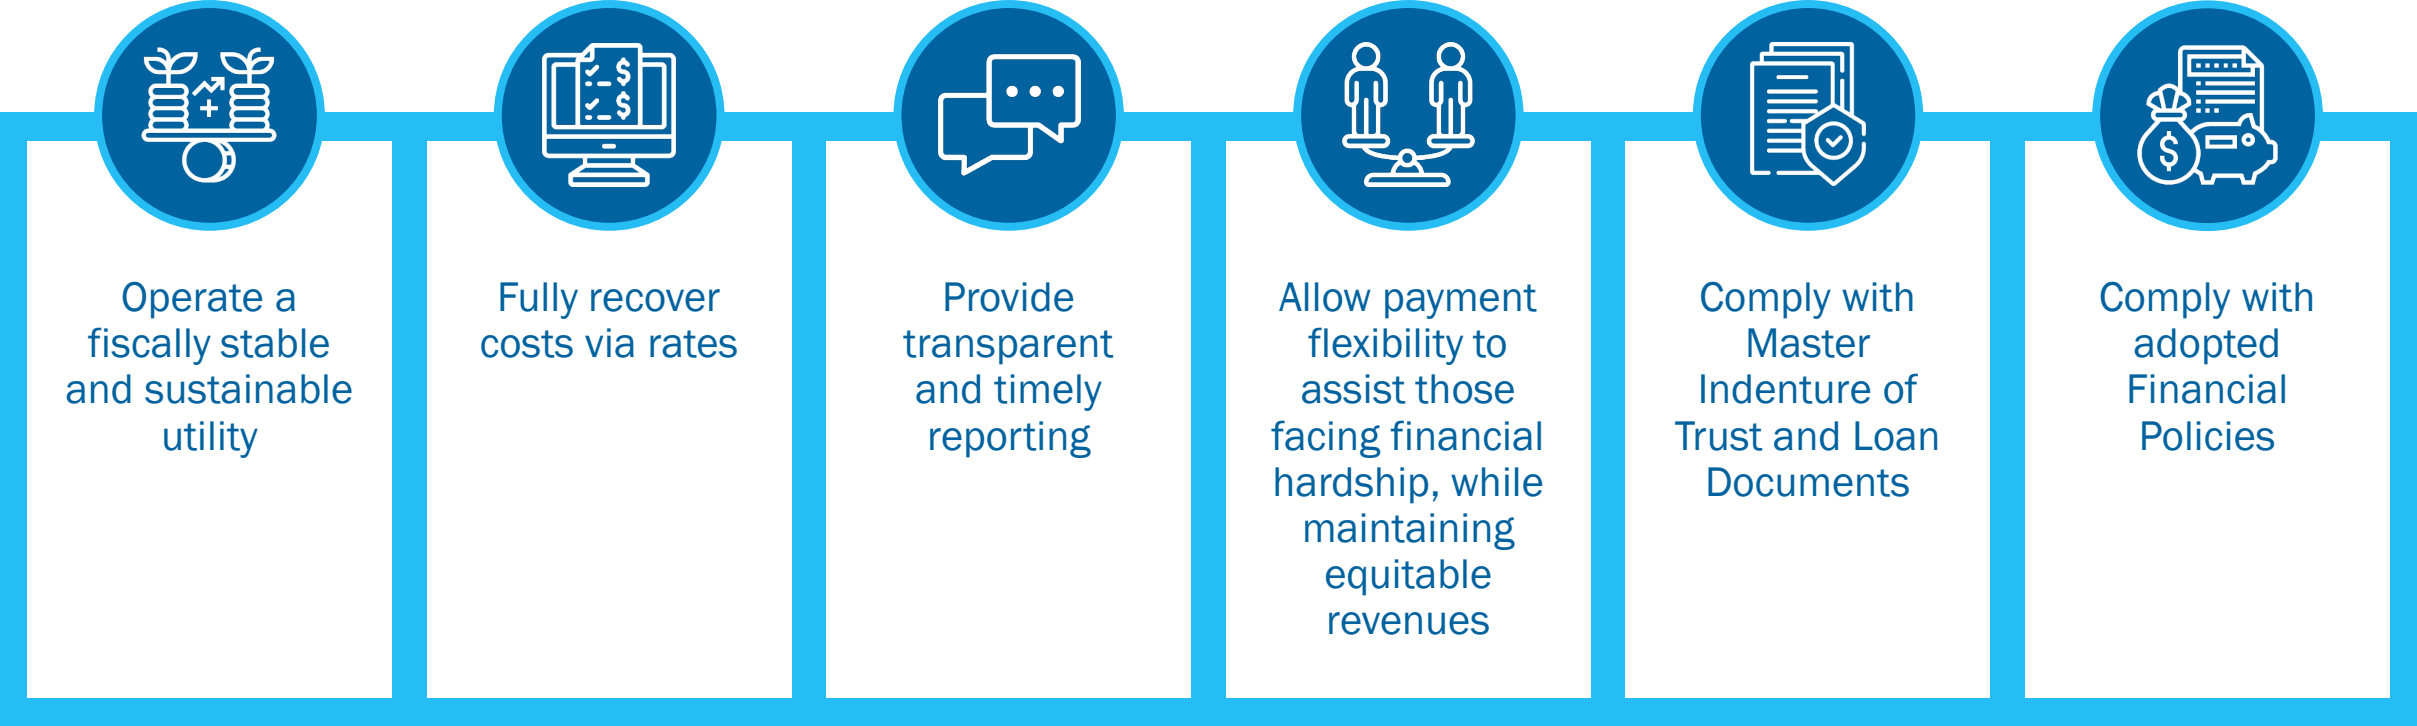 Operate a
fiscally stable
and sustainable
utility
Fully recover
costs via rates
Provide
transparent
and timely
reporting
Allow payment
flexibility to
assist those
facing financial
hardship, while
maintaining
equitable
revenues
Comply with
Master
Indenture of
Trust and Loan
Documents
Comply with
adopted
Financial
Policies